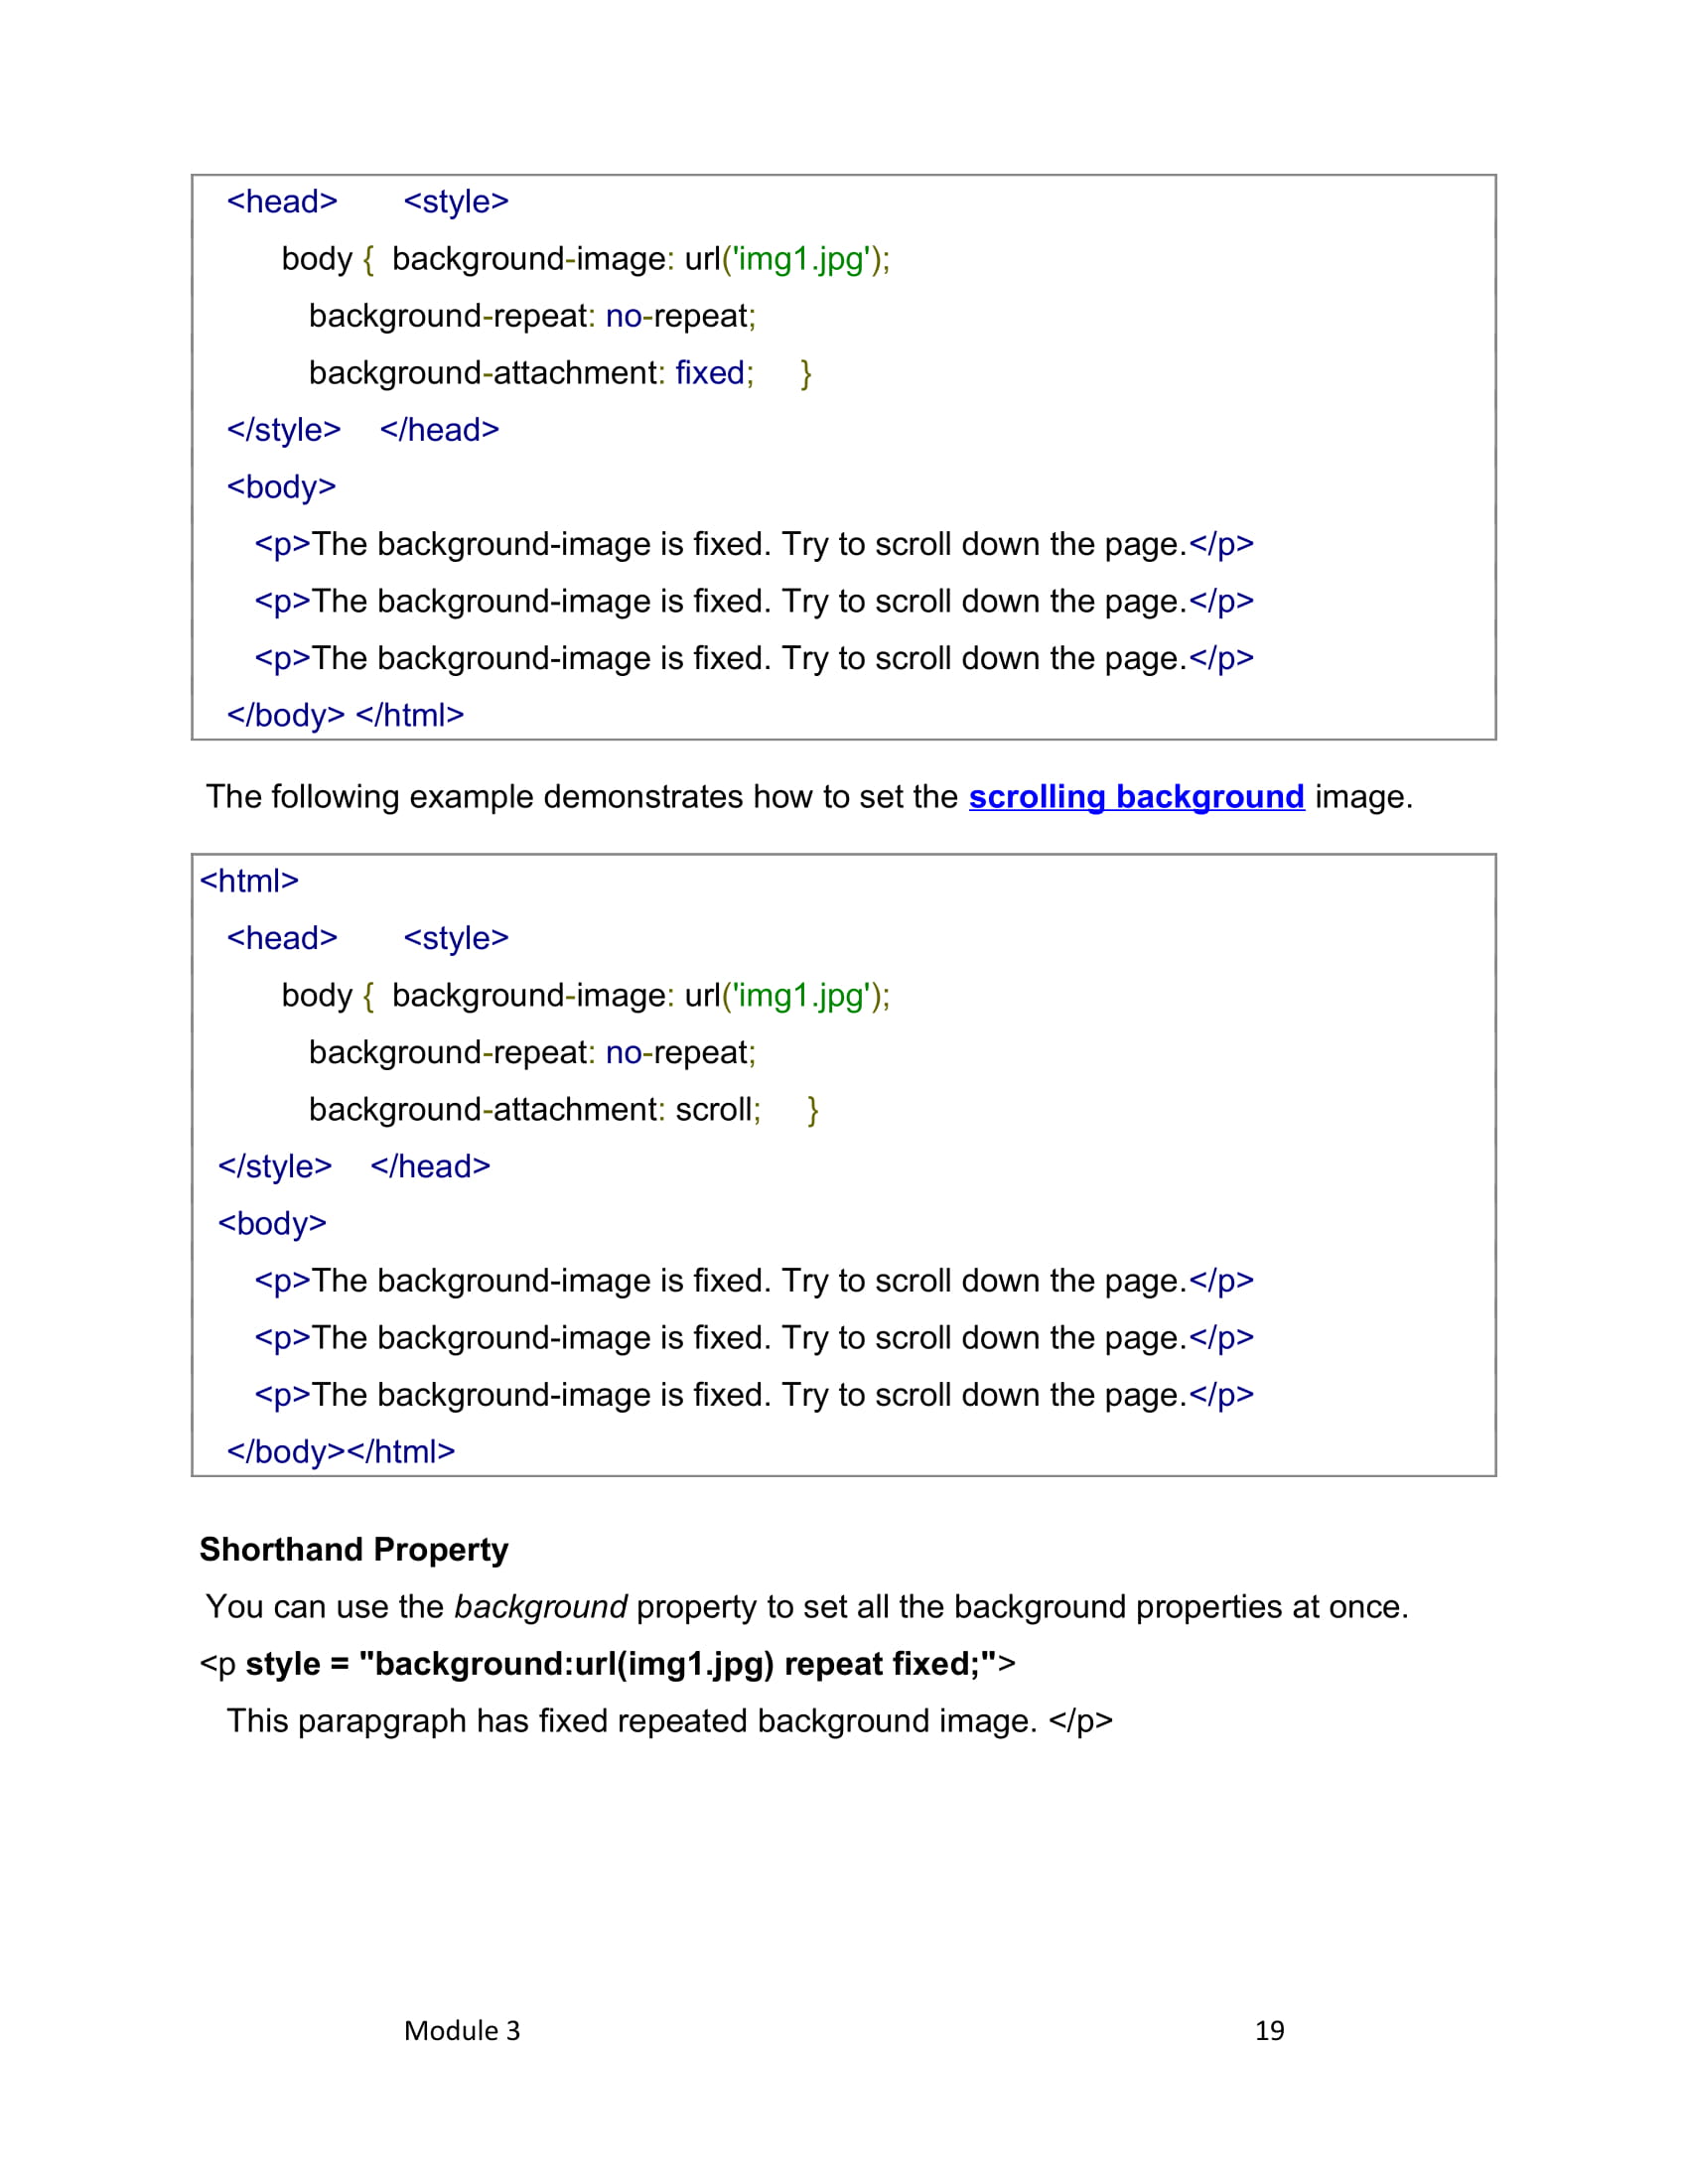 <head>        <style>
body {  background-image: url('img1.jpg');
background-repeat: no-repeat;
background-attachment: fixed;     }
</style>    </head>
<body>
<p>The background-image is fixed. Try to scroll down the page.</p>
<p>The background-image is fixed. Try to scroll down the page.</p>
<p>The background-image is fixed. Try to scroll down the page.</p>
</body> </html>
The following example demonstrates how to set the scrolling background image.
<html>
<head>        <style>
body {  background-image: url('img1.jpg');
background-repeat: no-repeat;
background-attachment: scroll;     }
</style>    </head>
<body>
<p>The background-image is fixed. Try to scroll down the page.</p>
<p>The background-image is fixed. Try to scroll down the page.</p>
<p>The background-image is fixed. Try to scroll down the page.</p>
</body></html>
Shorthand Property
You can use the background property to set all the background properties at once.
<p style = "background:url(img1.jpg) repeat fixed;">
This parapgraph has fixed repeated background image. </p>
Module 3 19